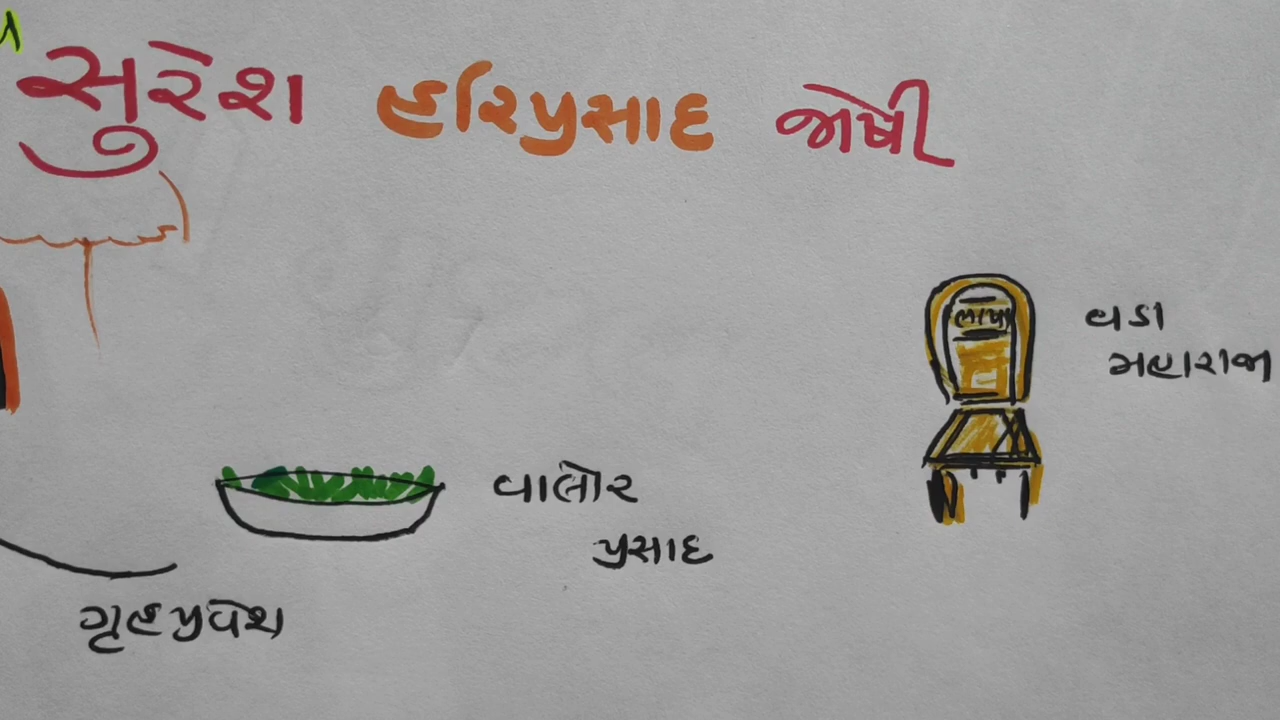 સુરેશ હરિપ્રસાદ જોષી
વડા
મહારાજા
વાલોર
પ્રસાદ
ગૃહપ્રવેશ